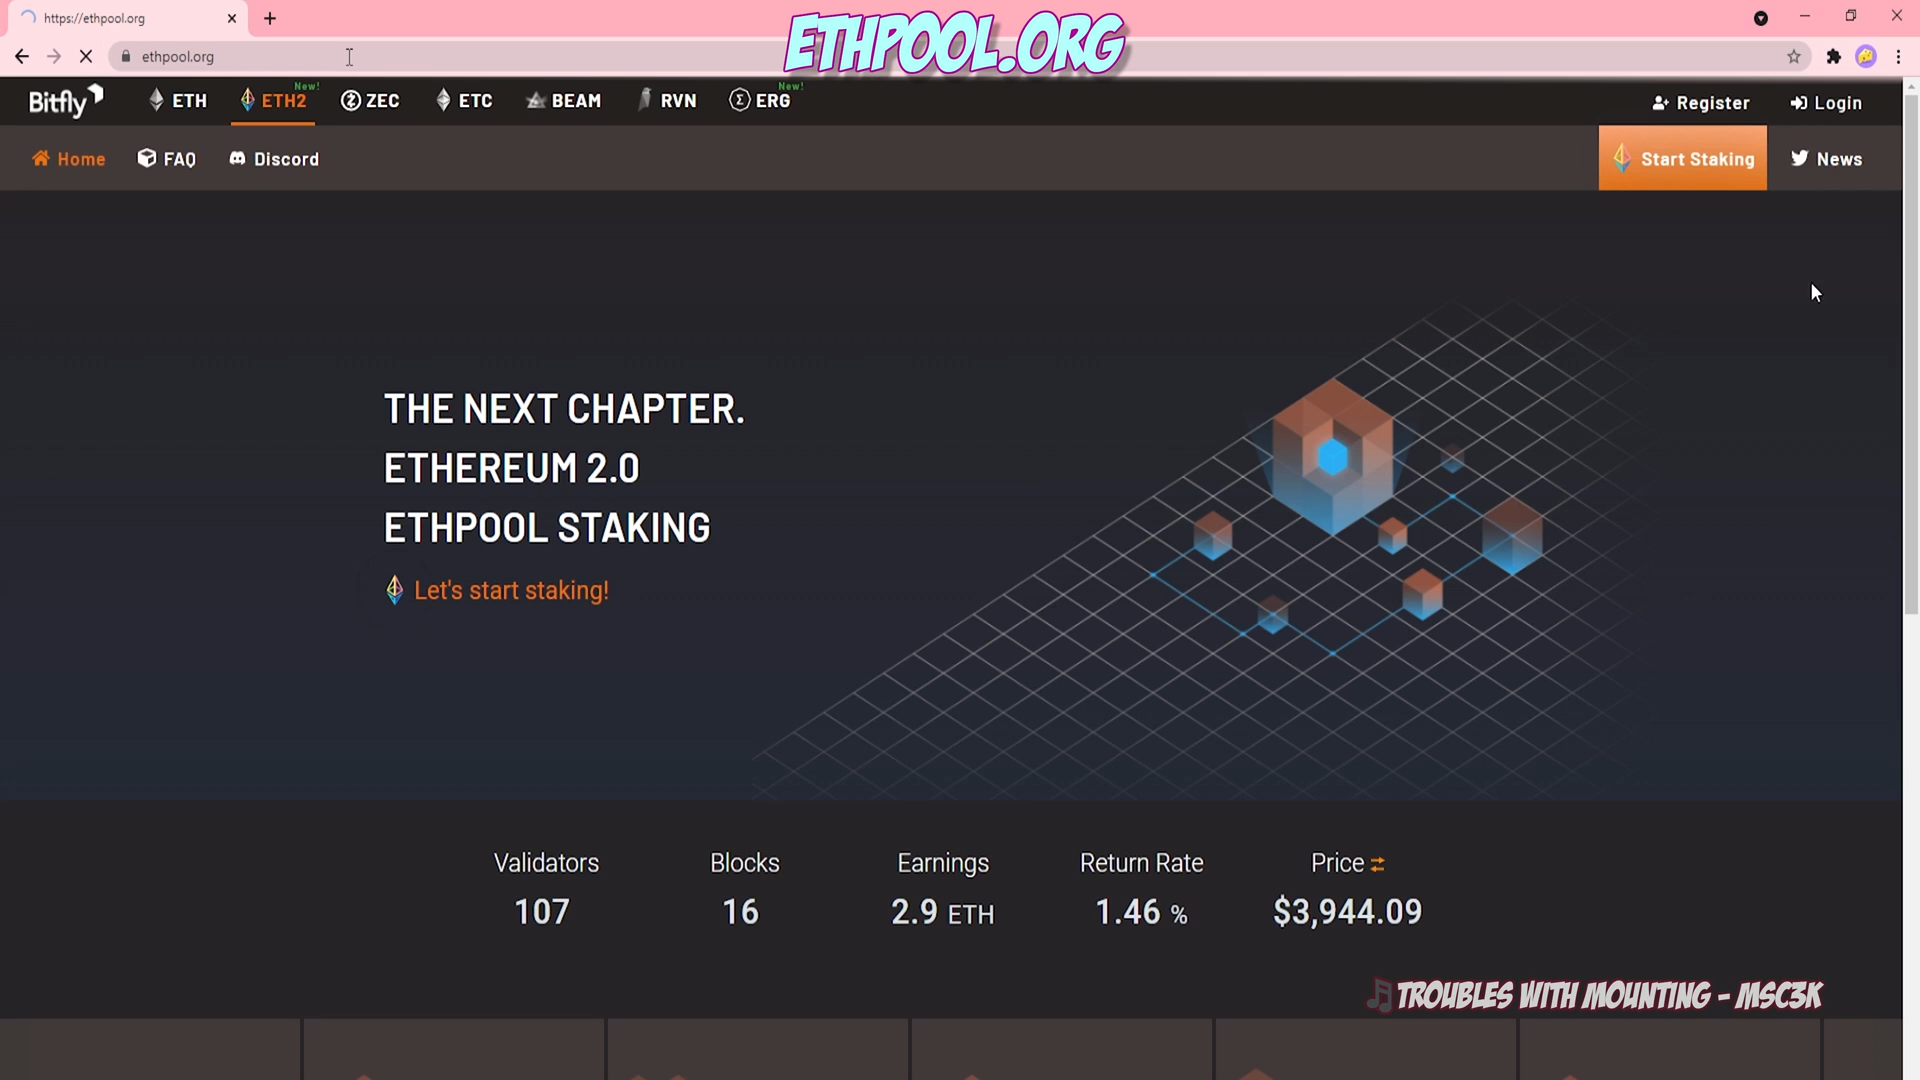 https://ethpool.org
ETHPOOL.ORG
ethpool.org
Bitfly
ETH
ETH2
New!
ZEC
ETC
BEAM
RVN
ERG
New!
Register
Login
Home
FAQ
Discord
Start Staking
News
THE NEXT CHAPTER.
ETHEREUM 2.0
ETHPOOL STAKING
Let's start staking!
Validators
Blocks
Earnings
Return Rate
Price
107
16
2.9 ETH
1.46 %
$3,944.09
TROUBLES WITH MOUNTING - MSC3K